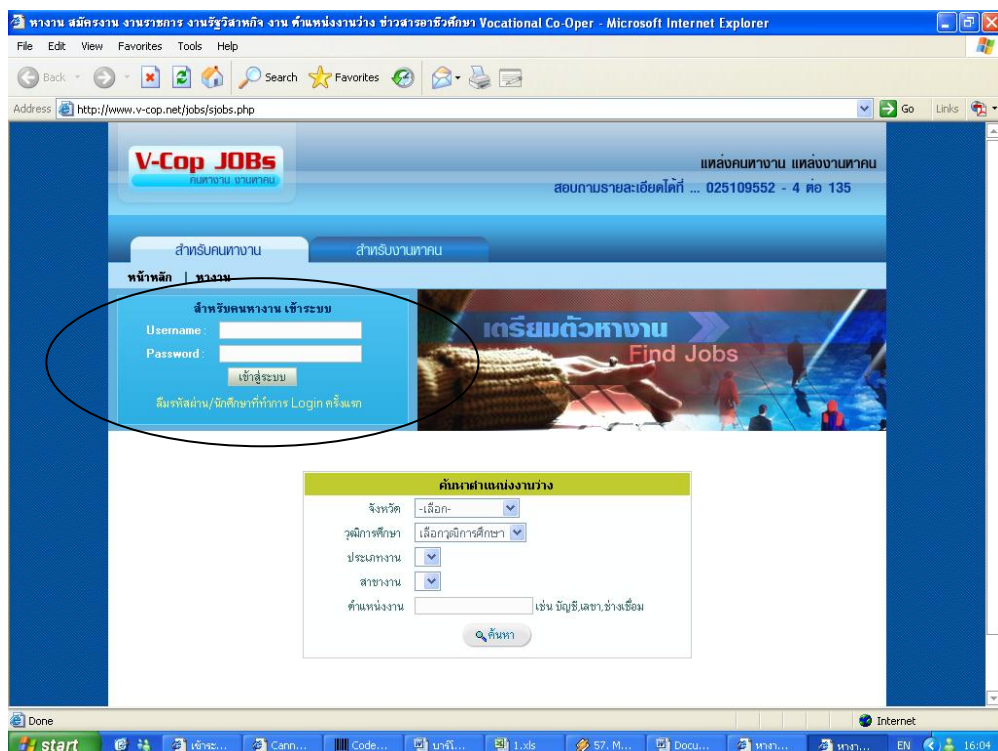 หางาน สมัครงาน งานราชการ งานรัฐวิสาหกิจ งาน ตำแหน่งงานว่าง ข่าวสารอาชีวศึกษา Vocational Co-Oper - Microsoft Internet Explorer
File Edit View Favorites Tools Help
Back Search Favorites
Address http://www.v-cop.net/jobs/sjobs.php Go Links
V-Cop JOBs
คนหางาน งานหาคน
แหล่งคนหางาน แหล่งงานหาคน
สอบถามรายละเอียดได้ที่ ... 025109552 - 4 ต่อ 135
สำหรับคนหางาน สำหรับงานหาคน
หน้าหลัก | หางาน
สำหรับคนหางาน เข้าระบบ
Username :
Password :
เข้าสู่ระบบ
ลืมรหัสผ่าน/นักศึกษาที่ทำการ Login ครั้งแรก
เตรียมตัวหางาน
Find Jobs
ค้นหาตำแหน่งงานว่าง
จังหวัด -เลือก-
วุฒิการศึกษา เลือกวุฒิการศึกษา
ประเภทงาน
สาขางาน
ตำแหน่งงาน เช่น บัญชี,เลขา,ช่างเชื่อม
ค้นหา
Done Internet
start เข้าระ... Cann... Code... 1.xls 57. M... Docu... หางา... หางา... EN 16:04